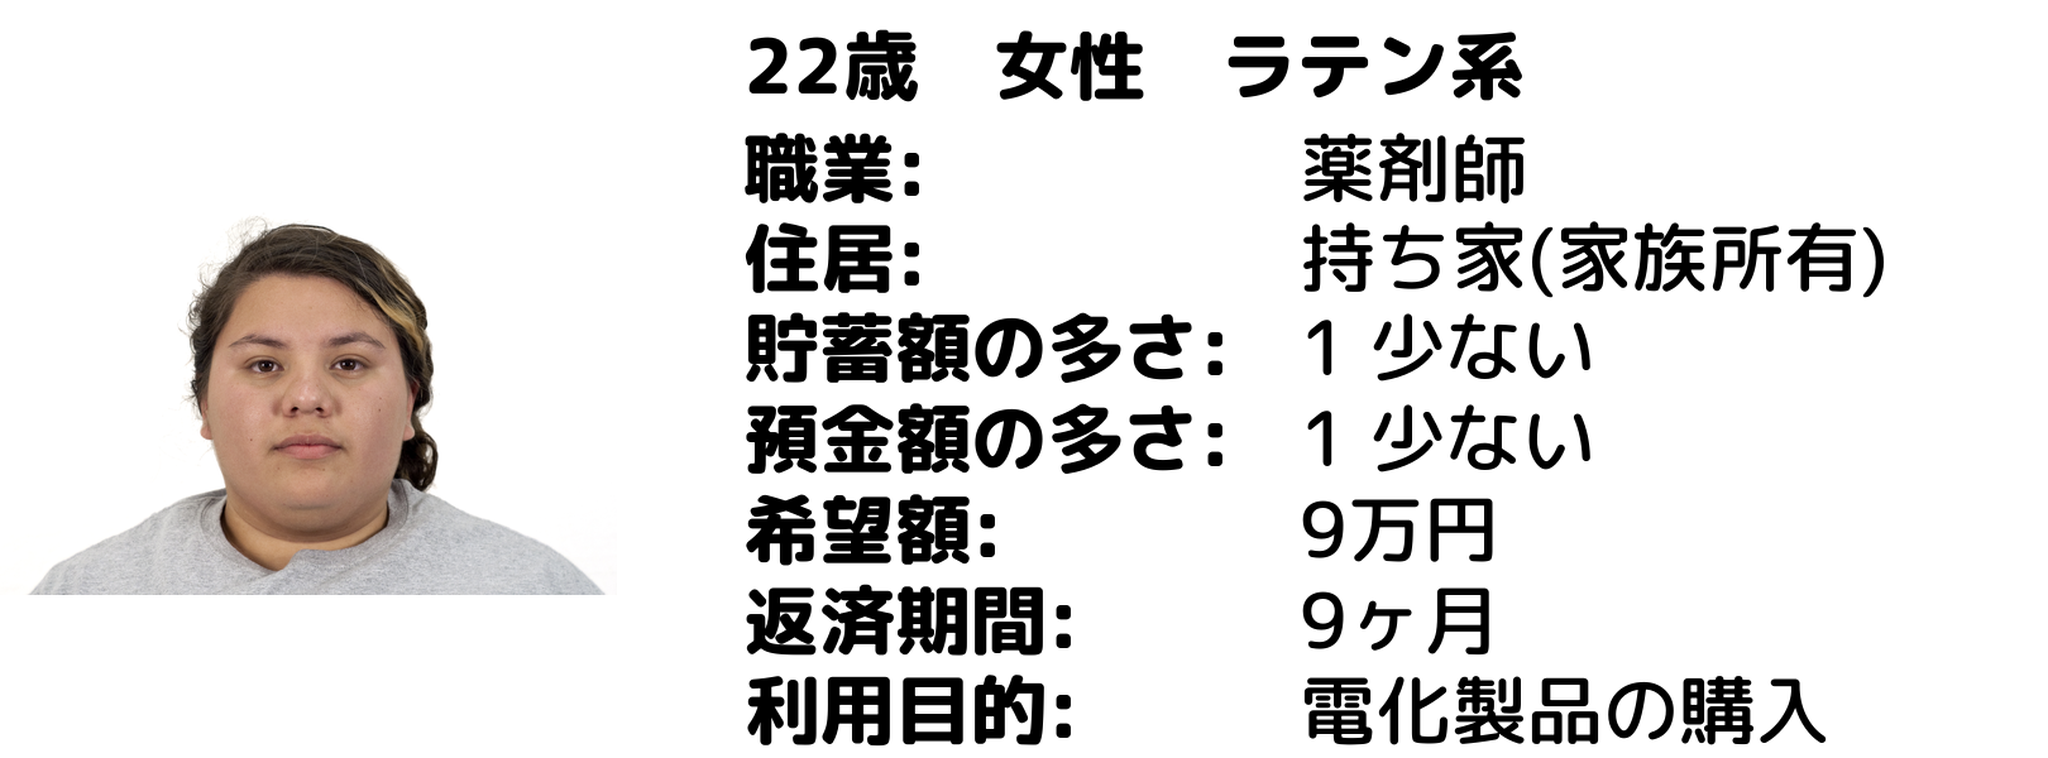 22歳　女性　ラテン系
職業: 薬剤師
住居: 持ち家(家族所有)
貯蓄額の多さ: 1 少ない
預金額の多さ: 1 少ない
希望額: 9万円
返済期間: 9ヶ月
利用目的: 電化製品の購入